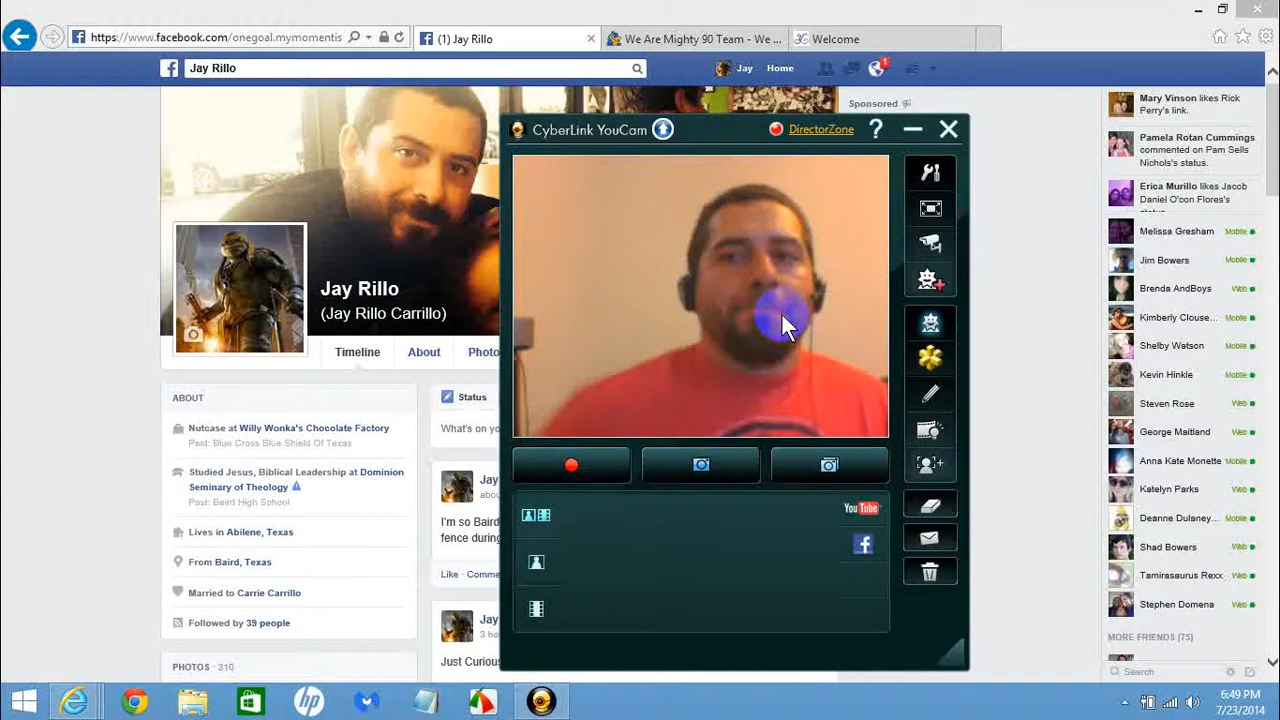 https://www.facebook.com/onegoal.mymomentis
(1) Jay Rillo
We Are Mighty 90 Team - We ...
Welcome
Jay Rillo
Jay
Home
1
Sponsored
CyberLink YouCam
DirectorZone
?
Jay Rillo
(Jay Rillo Carrillo)
Timeline
About
Photo
ABOUT
Nutcase at Willy Wonka's Chocolate Factory
Past: Blue Cross Blue Shield Of Texas
Studied Jesus, Biblical Leadership at Dominion
Seminary of Theology
Baird High School
Lives in Abilene, Texas
From Baird, Texas
Married to Carrie Carrillo
Followed by 39 people
PHOTOS · 310
Status
What's on yo
Jay
abou
I'm so Baird
fence during
Like · Comme
Jay
3 ho
Just Curious
YouTube
Mary Vinson likes Rick
Perry's link.
Pamela Rotan Cummings
commented on Pam Sells
Nichols's status.
Erica Murillo likes Jacob
Daniel O'con Flores's
Melissa Gresham
Mobile
Jim Bowers
Mobile
Brenda AndBoys
Web
Kimberly Clouse...
Mobile
Shelby Watson
Mobile
Kevin Hinkle
Mobile
Steven Rose
Mobile
George Maitland
Web
Anna Kate Monette
Mobile
Katelyn Parks
Web
Deanne Dulaney...
Mobile
Shad Bowers
Web
Tamirassaurus Rexx
Web
Stephen Domena
Web
MORE FRIENDS (75)
Search
6:49 PM
7/23/2014